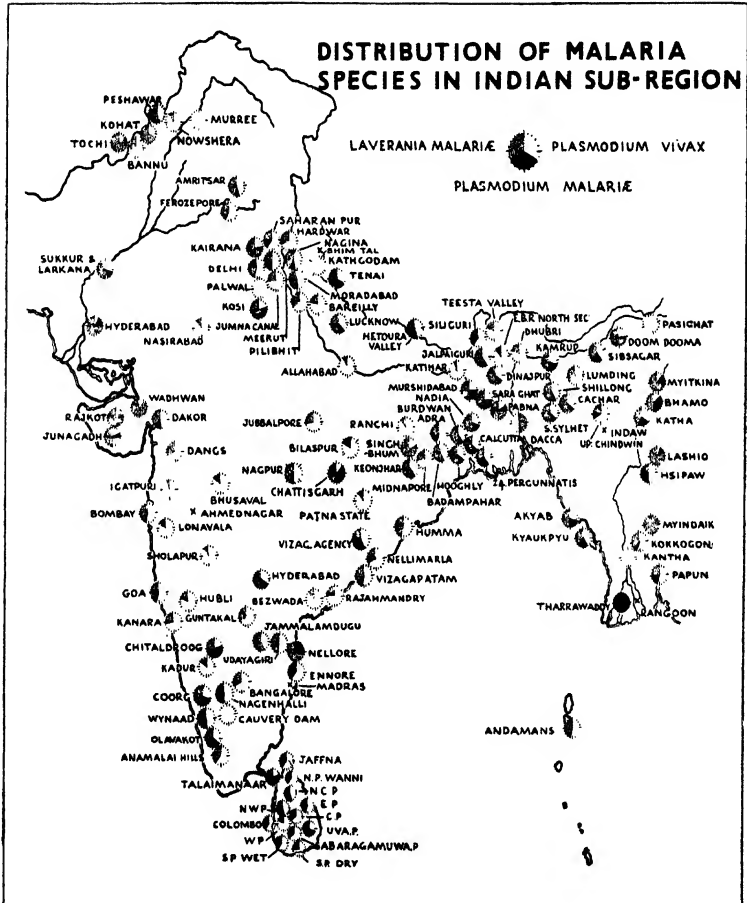 DISTRIBUTION OF MALARIA
SPECIES IN INDIAN SUB-REGION
LAVERANIA MALARIÆ
PLASMODIUM VIVAX
PLASMODIUM MALARIÆ
PESHAWAR
KOHAT
TOCHI
BANNU
NOWSHERA
MURREE
AMRITSAR
FEROZEPORE
SAHARAN PUR
HARDWAR
NAGINA
BHIM TAL
KAIRANA
KATHGODAM
DELHI
TENAI
PALWAL
MORADABAD
KOSI
BAREILLY
JUMNA CANAL
MEERUT
PILIBHIT
SUKKUR &
LARKANA
HYDERABAD
NASIRABAD
LUCKNOW
HETOURA
VALLEY
ALLAHABAD
SILIGURI
TEESTA VALLEY
E.B.R. NORTH SEC
DHUBRI
PASIGHAT
KAMRUP
DOOM DOOMA
SIBSAGAR
JALPAIGURI
KATIHAR
DINAJPUR
LUMDING
SHILLONG
CACHAR
MYITKINA
MURSHIDABAD
SARA GHAT
PABNA
BHAMO
NADIA
S.SYLHET
KATHA
INDAW
UP. CHINDWIN
BURDWAN
ADRA
RANCHI
CALCUTTA
DACCA
SINGH
BHUM
KEONJHAR
24. PERGUNNATIS
MIDNAPORE
HOOGHLY
BADAMPAHAR
LASHIO
HSIPAW
WADHWAN
RAJKOT
DAKOR
JUNAGADH
DANGS
JUBBALPORE
BILASPUR
NAGPUR
CHATTISGARH
IGATPURI
BHUSAVAL
AHMEDNAGAR
BOMBAY
LONAVALA
PATNA STATE
HUMMA
VIZAG. AGENCY
NELLIMARLA
VIZAGAPATAM
AKYAB
KYAUKPYU
MYINDAIK
KOKKOGON
KANTHA
PAPUN
THARRAWADDY
RANGOON
SHOLAPUR
HYDERABAD
GOA
HUBLI
BEZWADA
RAJAHMANDRY
KANARA
GUNTAKAL
JAMMALAMDUGU
CHITALDROOG
UDAYAGIRI
NELLORE
KADUR
ENNORE
MADRAS
COORG
BANGALORE
NAGENHALLI
WYNAAD
CAUVERY DAM
OLAVAKOT
ANAMALAI HILLS
ANDAMANS
JAFFNA
TALAIMANAAR
N.P. WANNI
N.C.P
NWP
E.P
C.P
COLOMBO
UVA.P.
W.P
SABARAGAMUWA.P
S.P. WET
S.P. DRY